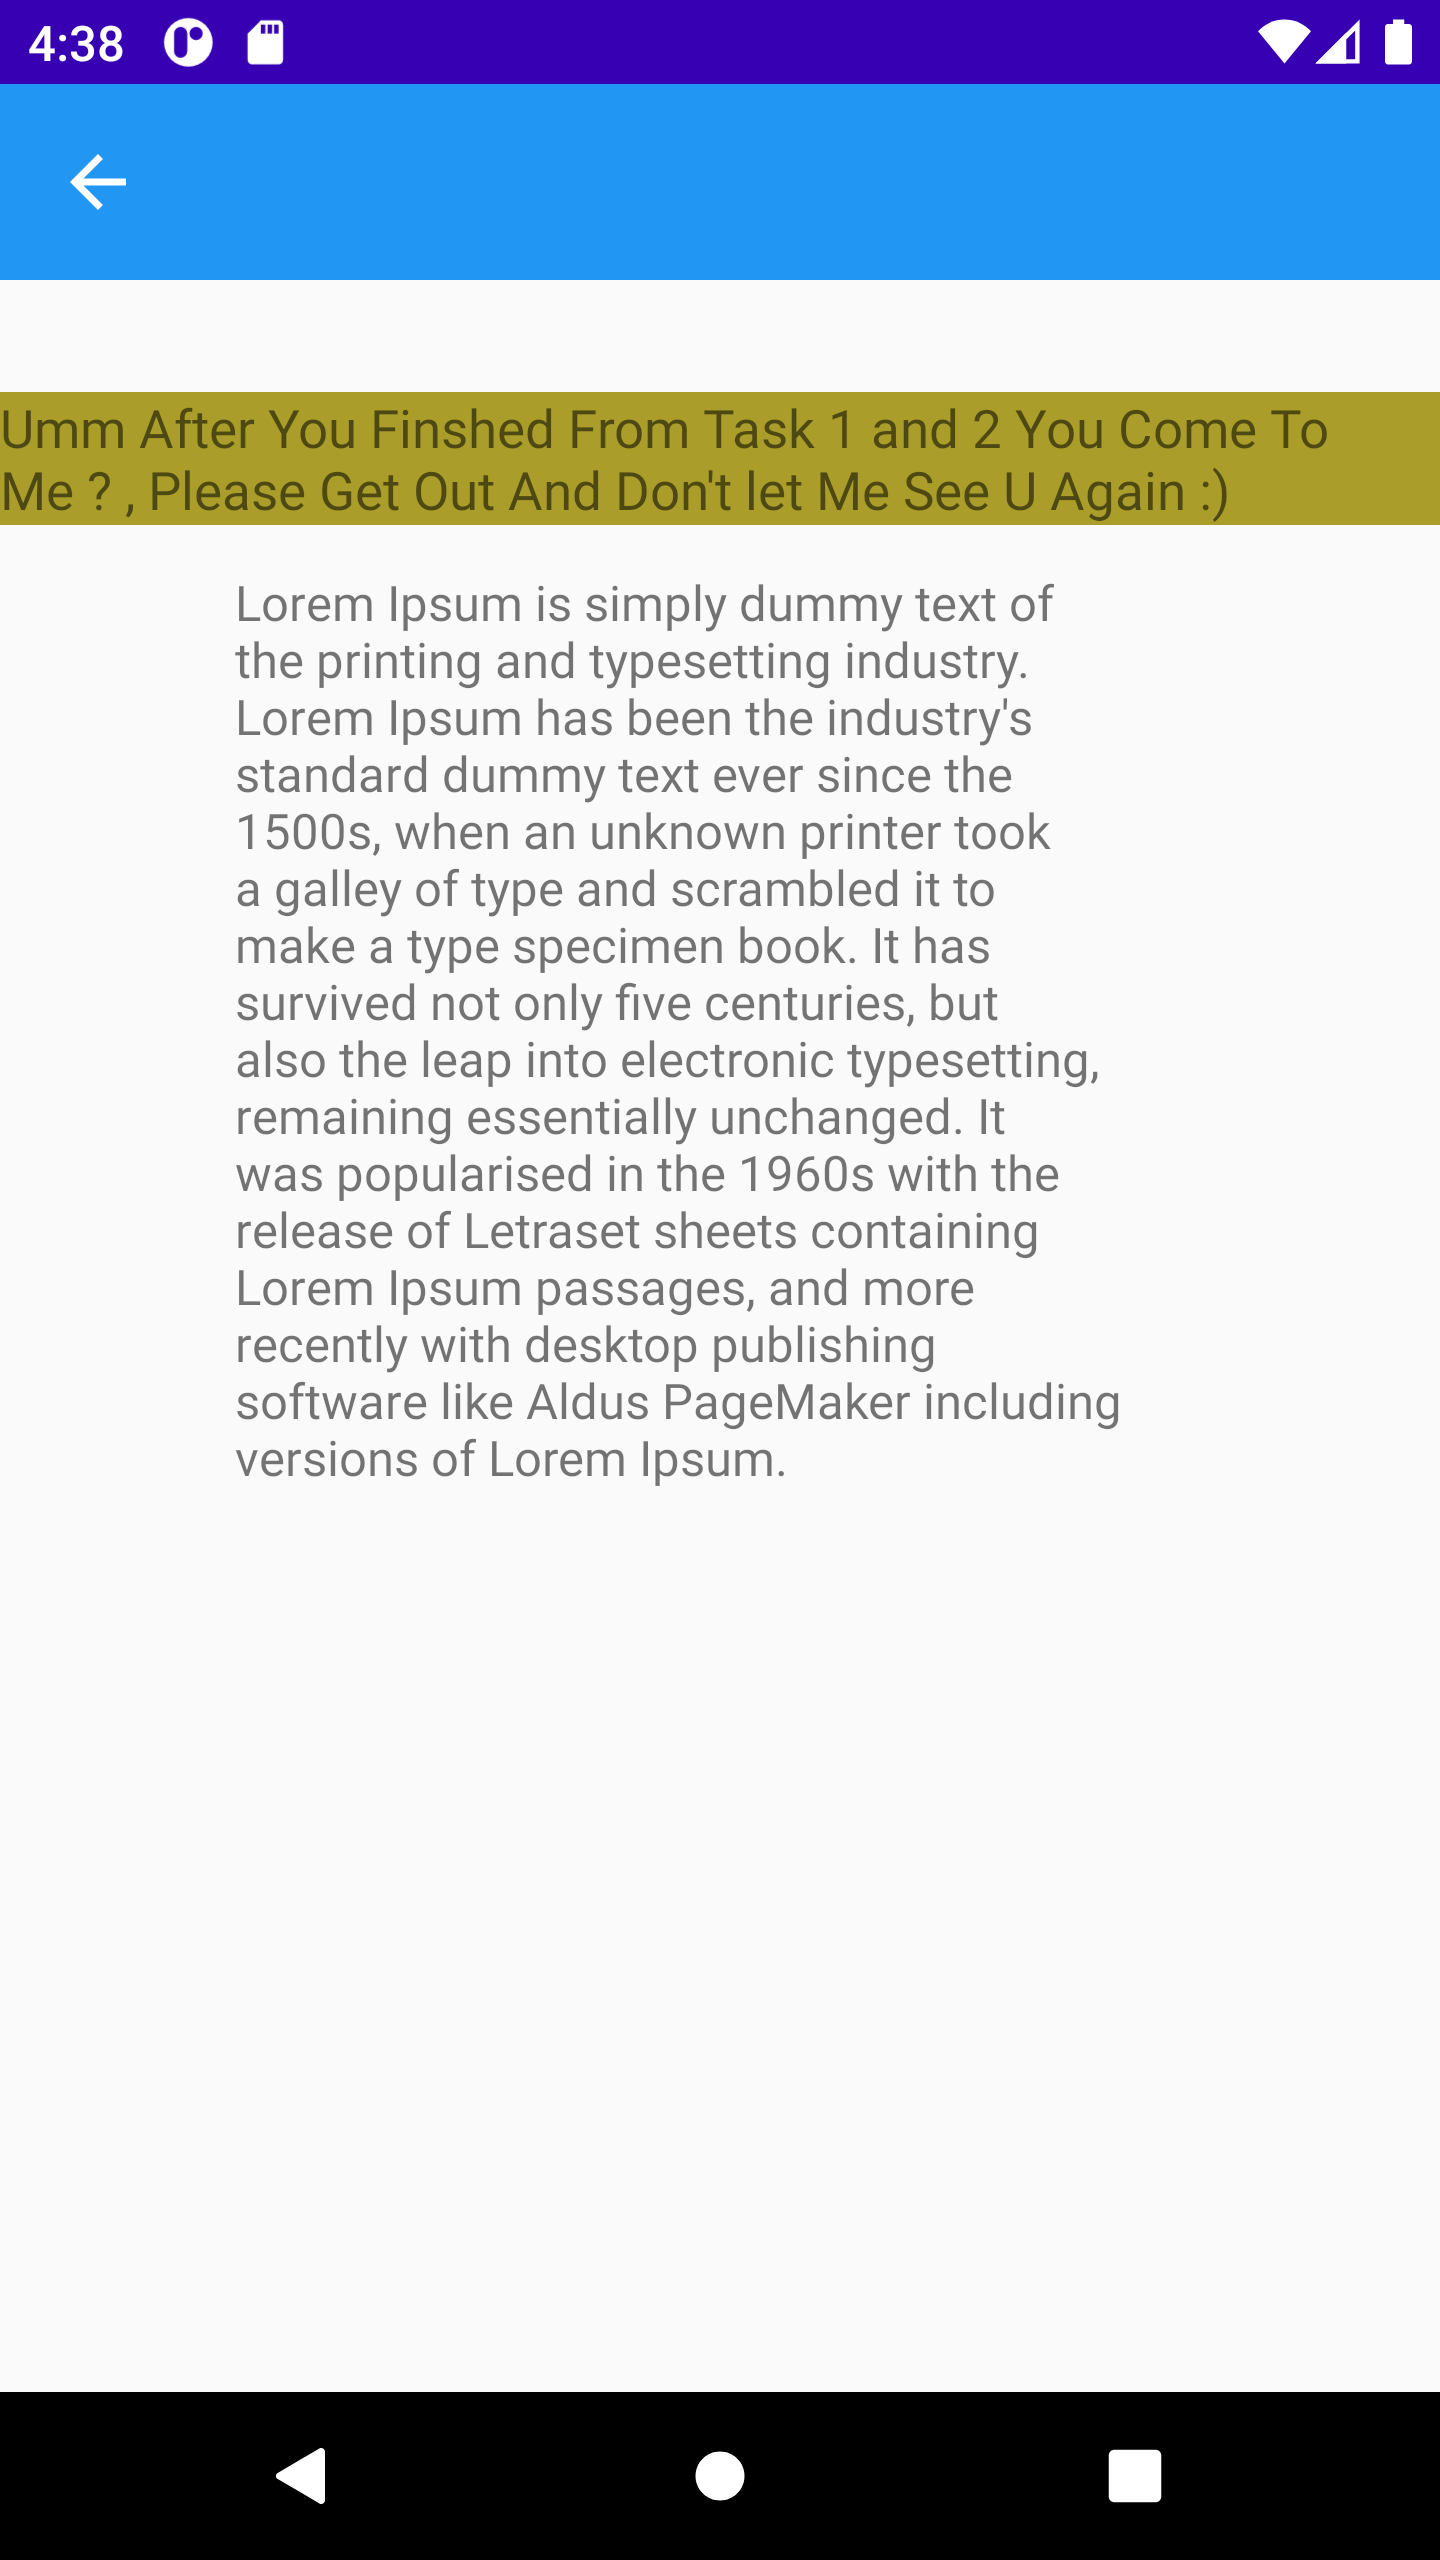 4:38
Umm After You Finshed From Task 1 and 2 You Come To
Me ? , Please Get Out And Don't let Me See U Again :)
Lorem Ipsum is simply dummy text of
the printing and typesetting industry.
Lorem Ipsum has been the industry's
standard dummy text ever since the
1500s, when an unknown printer took
a galley of type and scrambled it to
make a type specimen book. It has
survived not only five centuries, but
also the leap into electronic typesetting,
remaining essentially unchanged. It
was popularised in the 1960s with the
release of Letraset sheets containing
Lorem Ipsum passages, and more
recently with desktop publishing
software like Aldus PageMaker including
versions of Lorem Ipsum.